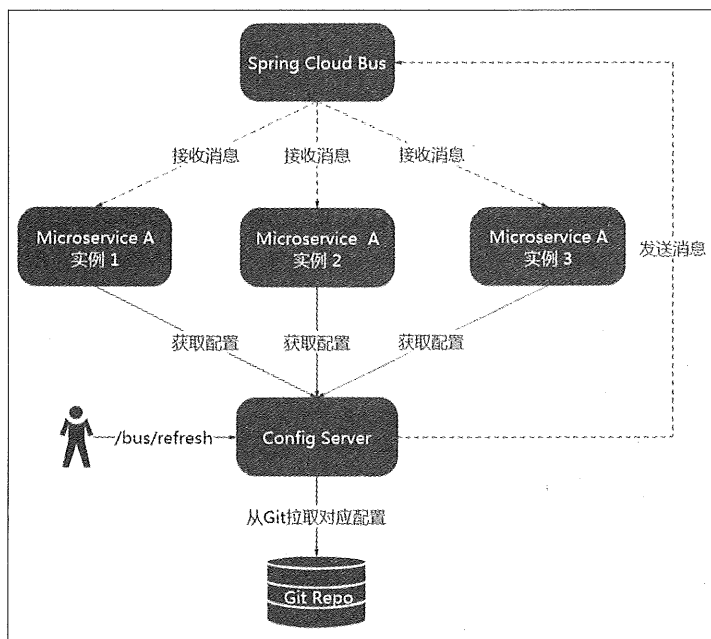 Spring Cloud Bus
接收消息
接收消息
接收消息
Microservice A
实例 1
Microservice A
实例 2
Microservice A
实例 3
发送消息
获取配置
获取配置
获取配置
/bus/refresh
Config Server
从Git拉取对应配置
Git Repo